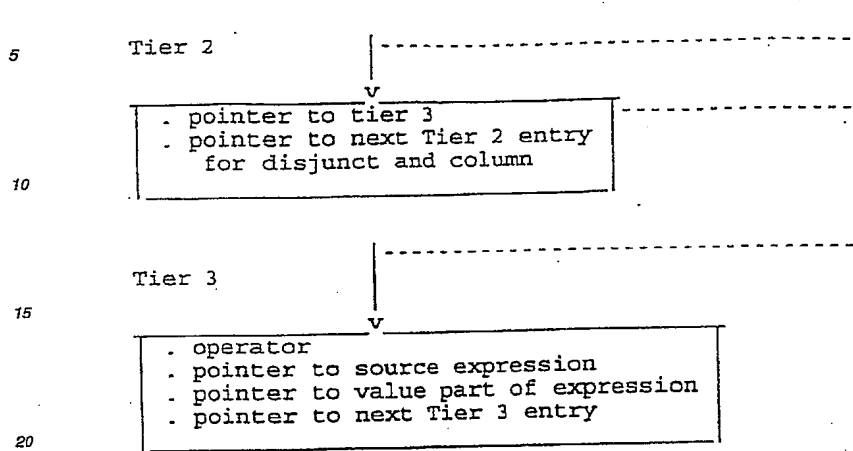 5 Tier 2
. pointer to tier 3
. pointer to next Tier 2 entry
for disjunct and column
10
Tier 3
15
. operator
. pointer to source expression
. pointer to value part of expression
. pointer to next Tier 3 entry
20